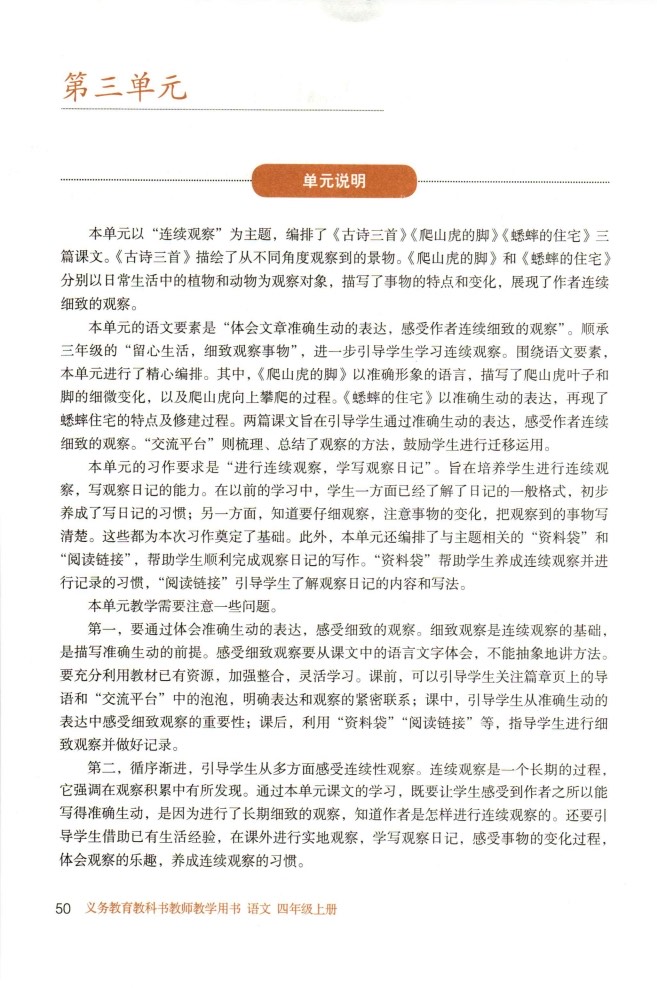 第三单元
单元说明
本单元以“连续观察”为主题，编排了《古诗三首》《爬山虎的脚》《蟋蟀的住宅》三
篇课文。《古诗三首》描绘了从不同角度观察到的景物。《爬山虎的脚》和《蟋蟀的住宅》
分别以日常生活中的植物和动物为观察对象，描写了事物的特点和变化，展现了作者连续
细致的观察。
本单元的语文要素是“体会文章准确生动的表达，感受作者连续细致的观察”。顺承
三年级的“留心生活，细致观察事物”，进一步引导学生学习连续观察。围绕语文要素，
本单元进行了精心编排。其中，《爬山虎的脚》以准确形象的语言，描写了爬山虎叶子和
脚的细微变化，以及爬山虎向上攀爬的过程。《蟋蟀的住宅》以准确生动的表达，再现了
蟋蟀住宅的特点及修建过程。两篇课文旨在引导学生通过准确生动的表达，感受作者连续
细致的观察。“交流平台”则梳理、总结了观察的方法，鼓励学生进行迁移运用。
本单元的习作要求是“进行连续观察，学写观察日记”。旨在培养学生进行连续观
察，写观察日记的能力。在以前的学习中，学生一方面已经了解了日记的一般格式，初步
养成了写日记的习惯；另一方面，知道要仔细观察，注意事物的变化，把观察到的事物写
清楚。这些都为本次习作奠定了基础。此外，本单元还编排了与主题相关的“资料袋”和
“阅读链接”，帮助学生顺利完成观察日记的写作。“资料袋”帮助学生养成连续观察并进
行记录的习惯，“阅读链接”引导学生了解观察日记的内容和写法。
本单元教学需要注意一些问题。
第一，要通过体会准确生动的表达，感受细致的观察。细致观察是连续观察的基础，
是描写准确生动的前提。感受细致观察要从课文中的语言文字体会，不能抽象地讲方法。
要充分利用教材已有资源，加强整合，灵活学习。课前，可以引导学生关注篇章页上的导
语和“交流平台”中的泡泡，明确表达和观察的紧密联系；课中，引导学生从准确生动的
表达中感受细致观察的重要性；课后，利用“资料袋”“阅读链接”等，指导学生进行细
致观察并做好记录。
第二，循序渐进，引导学生从多方面感受连续性观察。连续观察是一个长期的过程，
它强调在观察积累中有所发现。通过本单元课文的学习，既要让学生感受到作者之所以能
写得准确生动，是因为进行了长期细致的观察，知道作者是怎样进行连续观察的。还要引
导学生借助已有生活经验，在课外进行实地观察，学写观察日记，感受事物的变化过程，
体会观察的乐趣，养成连续观察的习惯。
50 义务教育教科书教师教学用书 语文 四年级上册